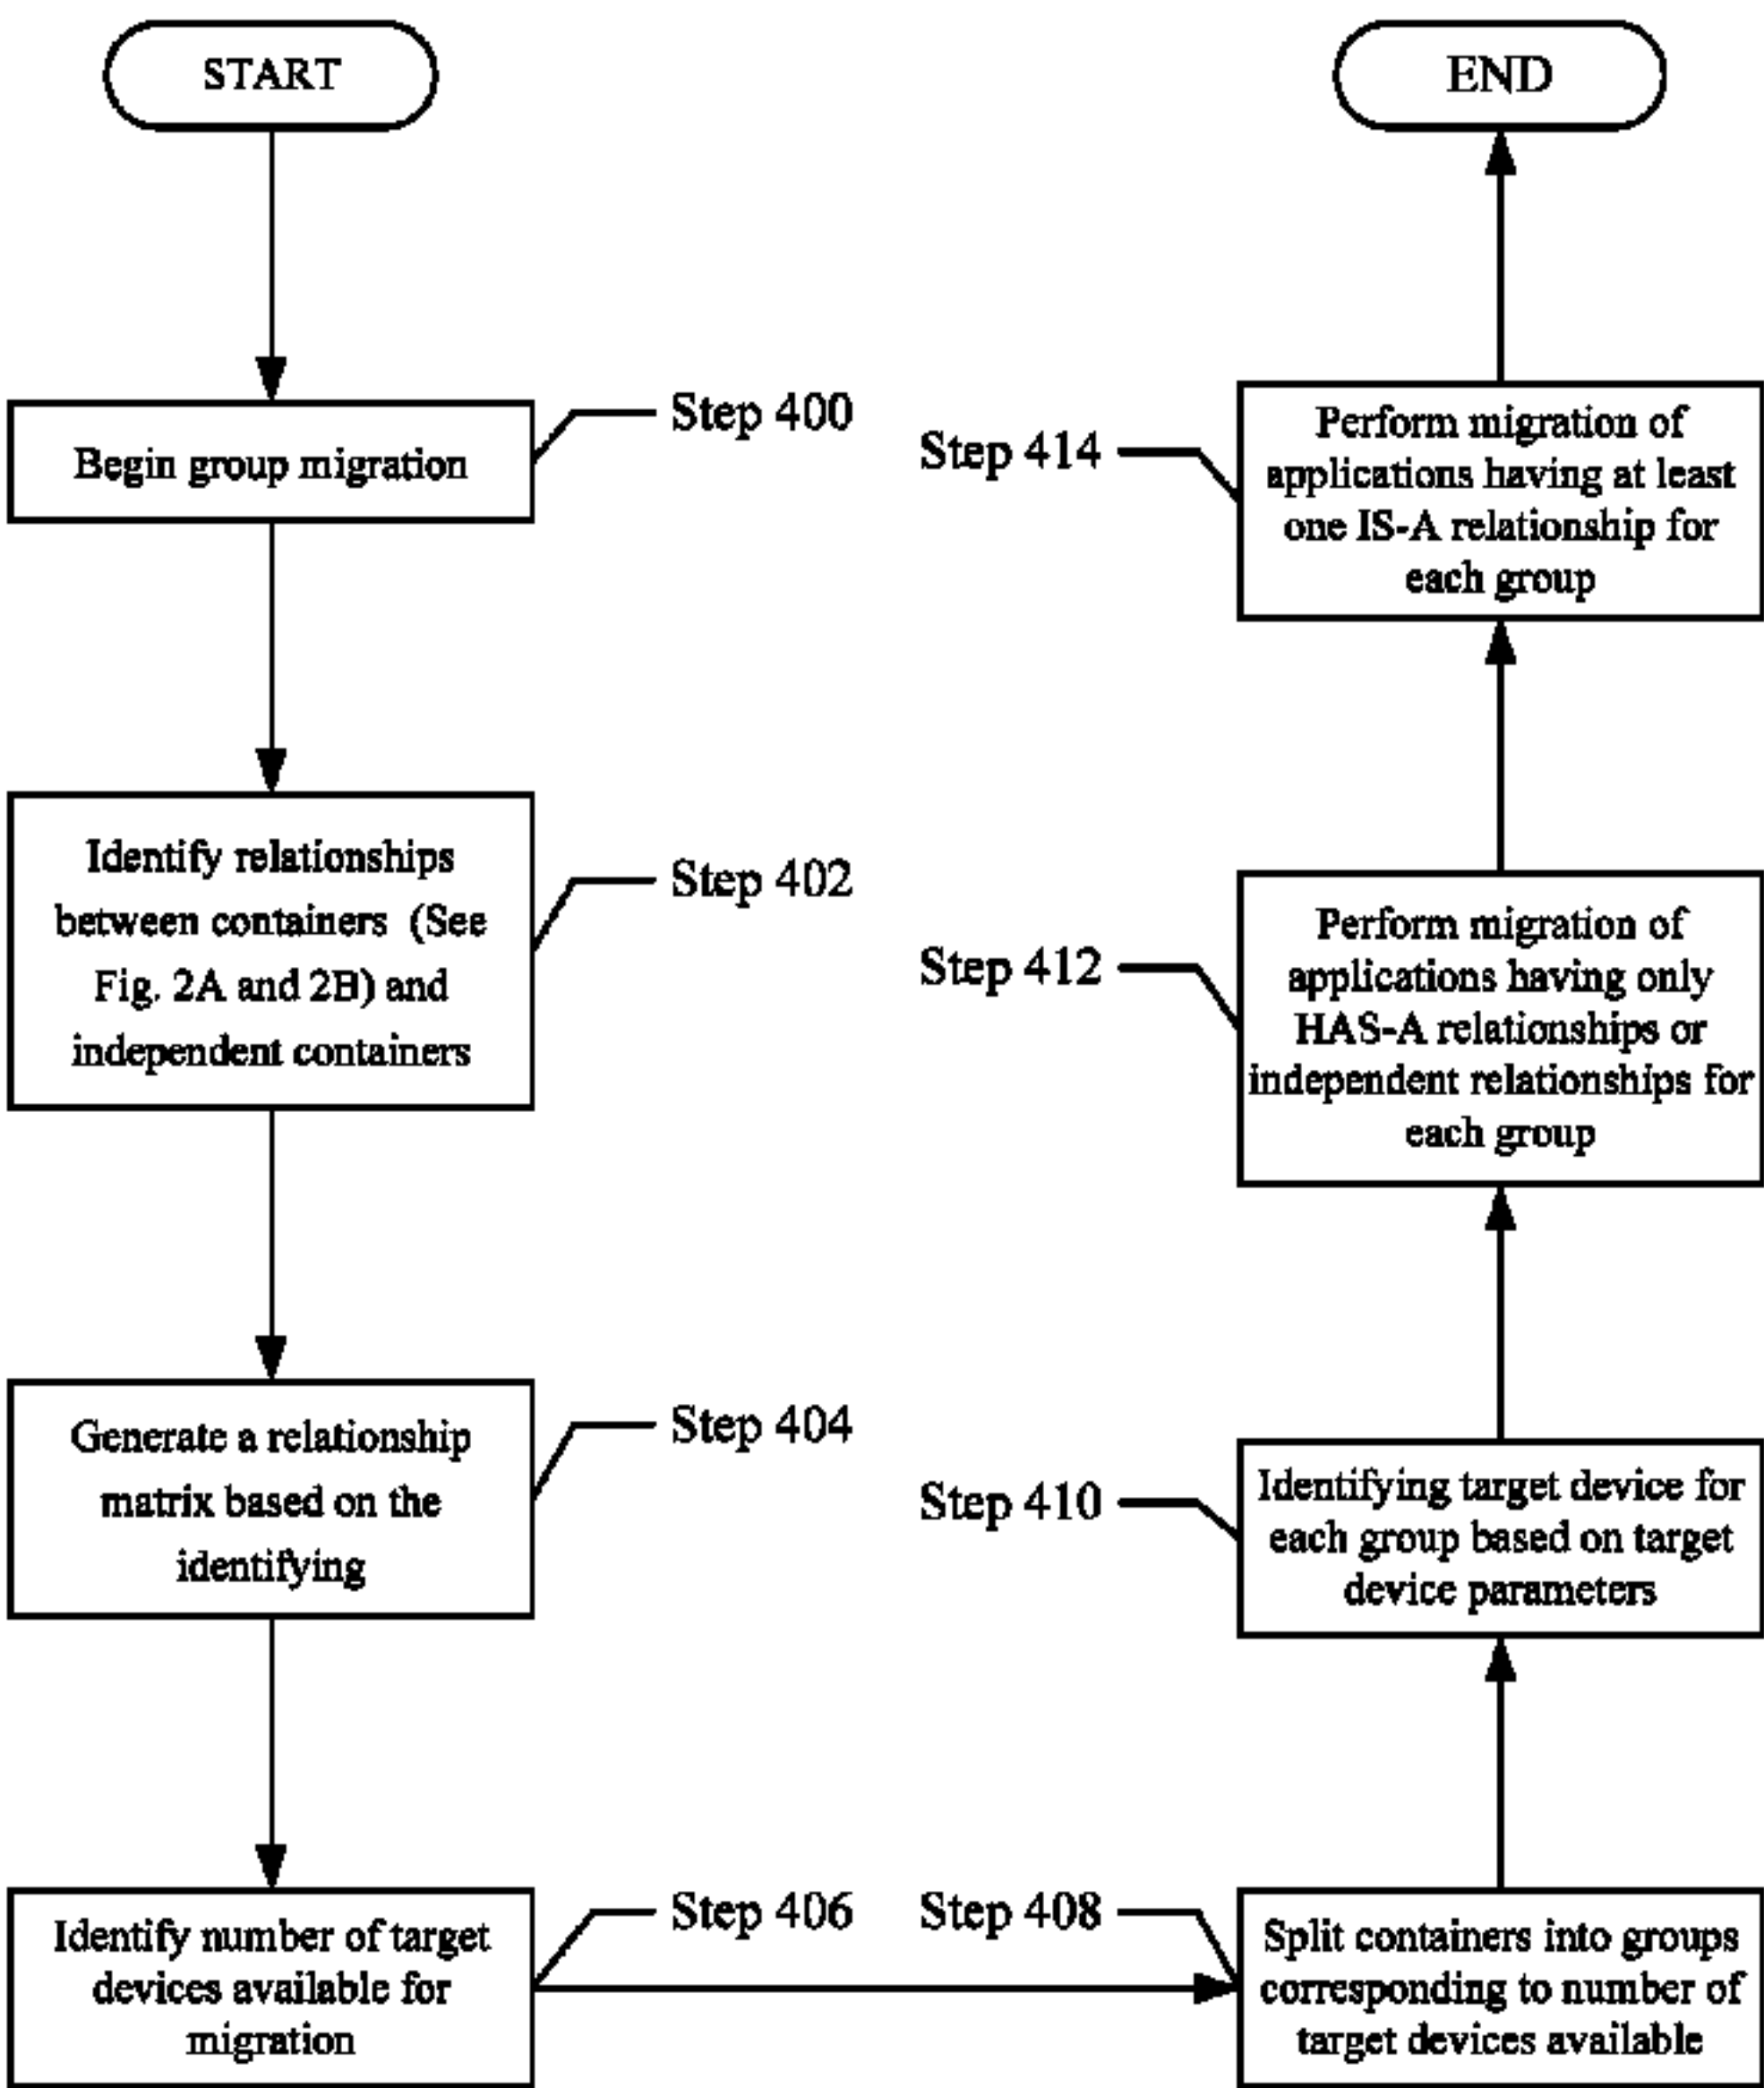 START
Begin group migration
Step 400
Identify relationships
between containers (See
Fig. 2A and 2B) and
independent containers
Step 402
Generate a relationship
matrix based on the
identifying
Step 404
Identify number of target
devices available for
migration
Step 406
Step 408
Split containers into groups
corresponding to number of
target devices available
Step 410
Identifying target device for
each group based on target
device parameters
Step 412
Perform migration of
applications having only
HAS-A relationships or
independent relationships for
each group
Step 414
Perform migration of
applications having at least
one IS-A relationship for
each group
END